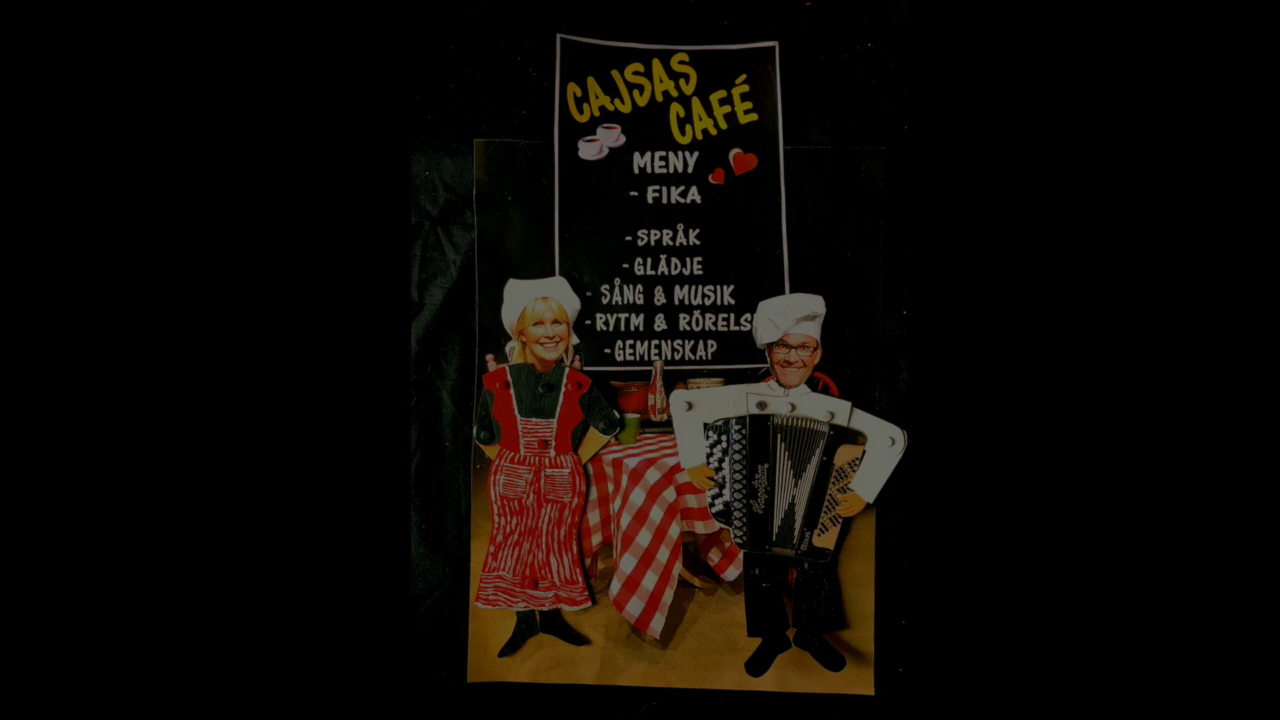 CAJSAS
CAFÉ
MENY
- FIKA
- SPRÅK
- GLÄDJE
- SÅNG & MUSIK
- RYTM & RÖRELS
- GEMENSKAP